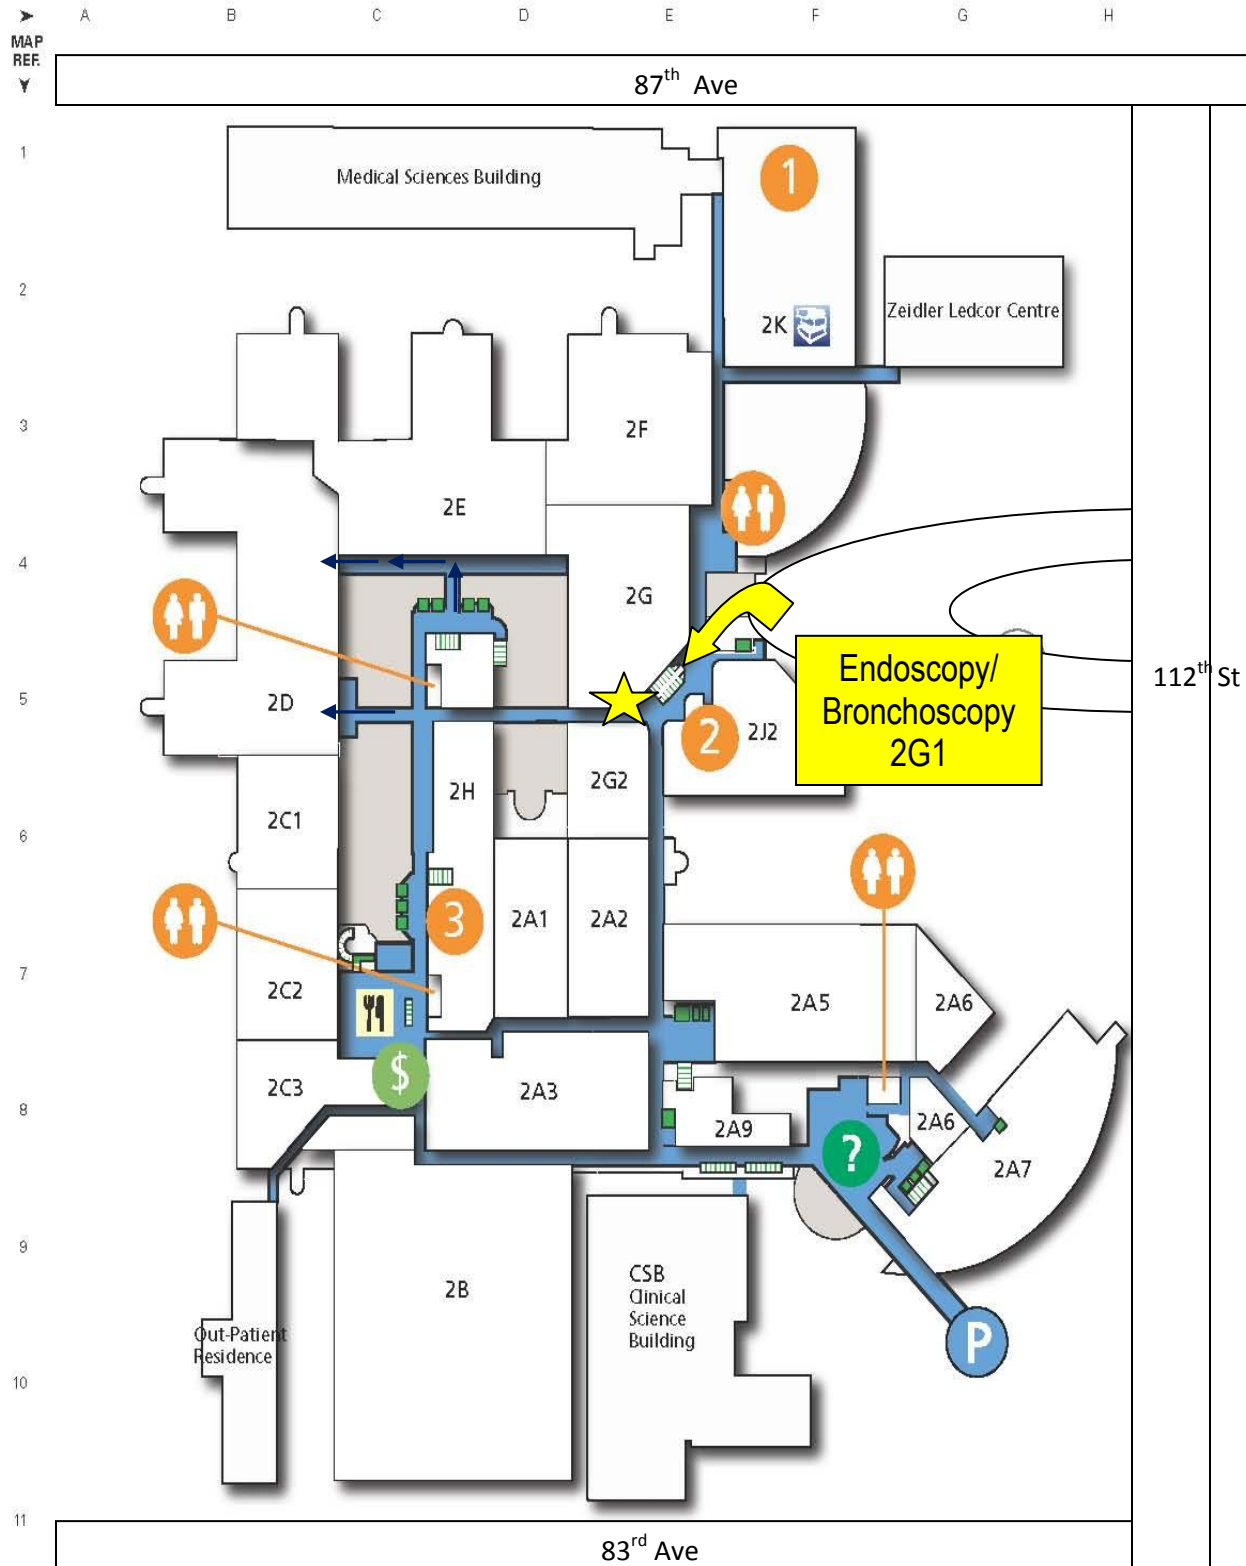 A B C D E F G H
MAP
REF.
87th Ave
1
Medical Sciences Building
1
2
2K
Zeidler Ledcor Centre
3
2F
2E
4
2G
Endoscopy/
Bronchoscopy
2G1
112th St
5
2D
2
2J2
2H
2G2
6
2C1
3
2A1
2A2
7
2C2
2A5
2A6
$
8
2C3
2A3
2A9
2A6
?
2A7
9
2B
CSB
Clinical
Science
Building
Out-Patient
Residence
P
10
11
83rd Ave